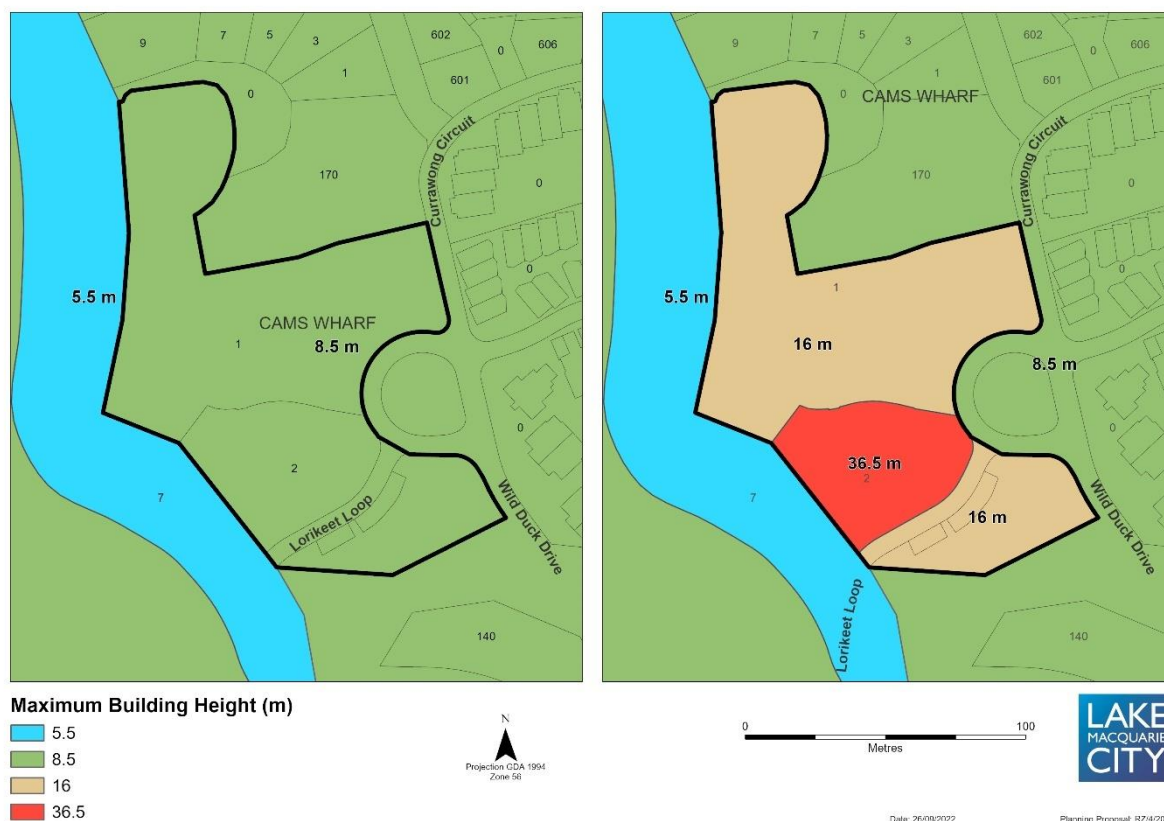 9
7
5
3
602
0
606
601
1
0
170
Currawong Circuit
0
0
5.5 m
CAMS WHARF
8.5 m
1
0
2
7
Lorikeet Loop
Wild Duck Drive
140
9
7
5
3
602
0
606
601
1
CAMS WHARF
0
170
Currawong Circuit
0
0
5.5 m
1
16 m
8.5 m
0
36.5 m
2
7
16 m
Wild Duck Drive
Lorikeet Loop
140
Maximum Building Height (m)
5.5
8.5
16
36.5
N
Projection GDA 1994
Zone 56
0
100
Metres
LAKE
MACQUARIE
CITY
Date: 26/09/2022